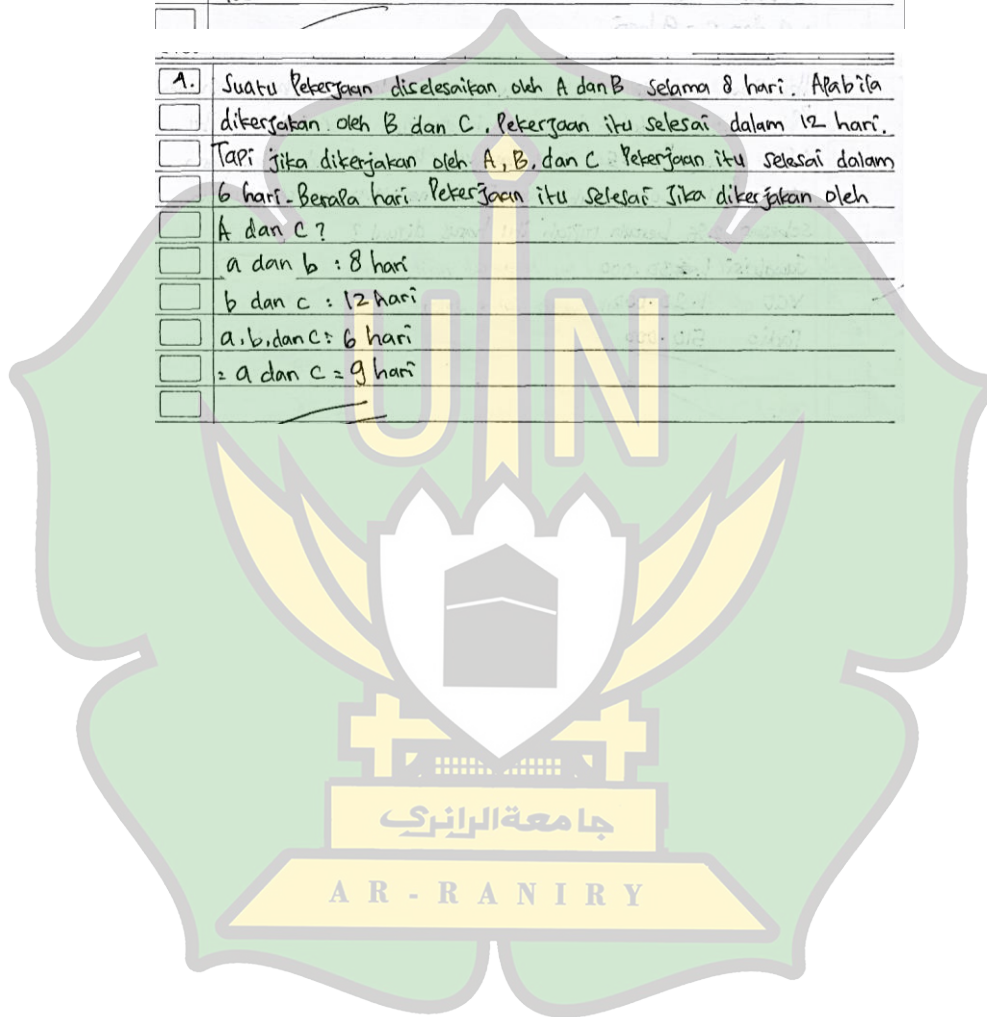 A. Suatu Pekerjaan diselesaikan oleh A dan B selama 8 hari. Apabila
dikerjakan oleh B dan C, Pekerjaan itu selesai dalam 12 hari.
Tapi jika dikerjakan oleh A, B, dan C Pekerjaan itu selesai dalam
6 hari. Berapa hari Pekerjaan itu selesai Jika dikerjakan oleh
A dan C?
a dan b : 8 hari
b dan c : 12 hari
a, b, dan c : 6 hari
= a dan c = 9 hari
UIN
جامعة الرانري
AR-RANIRY